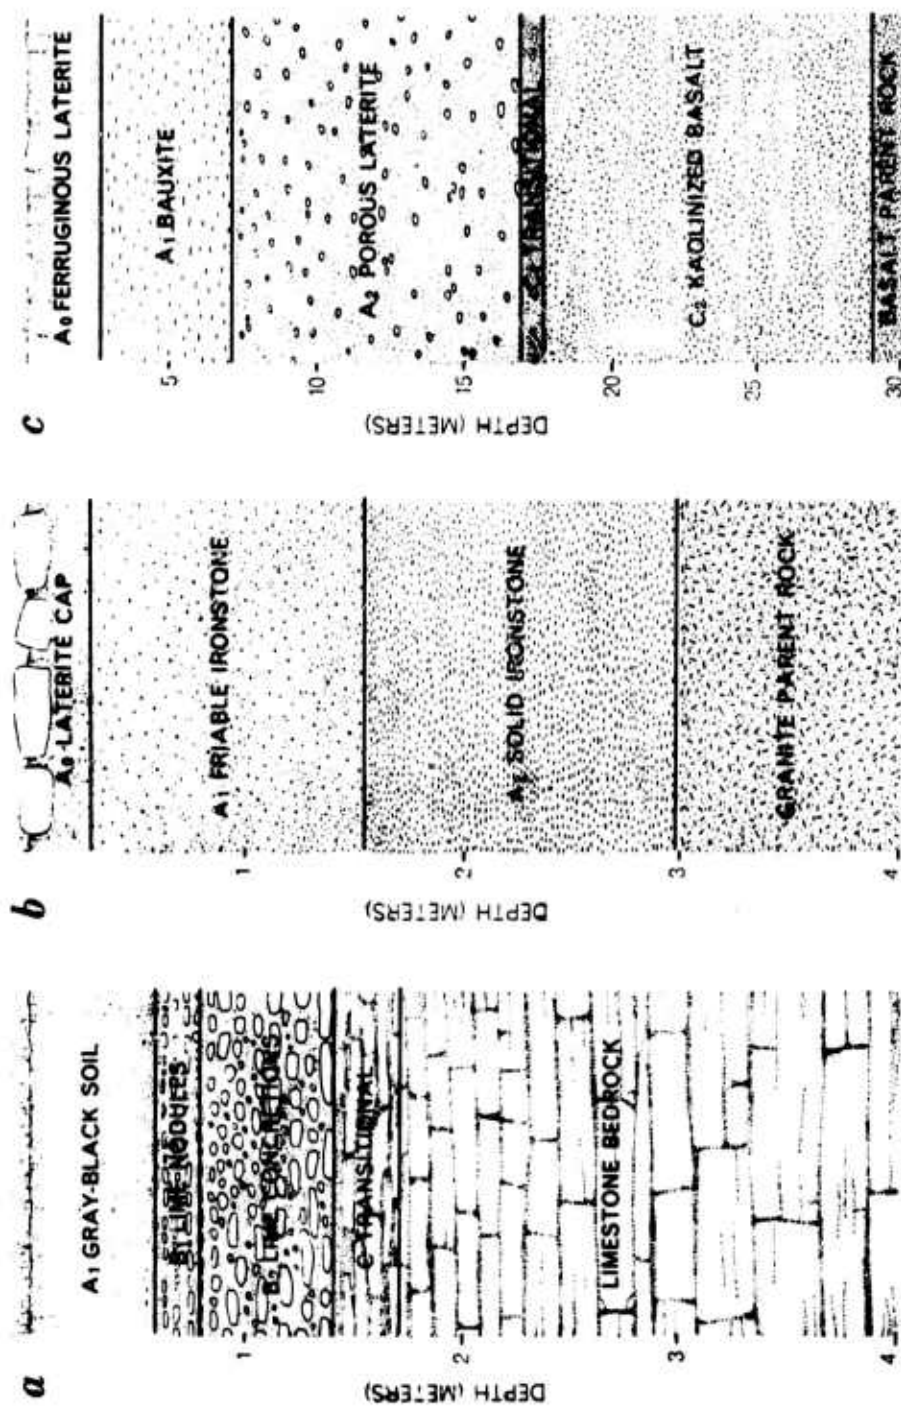 a
A₁ GRAY-BLACK SOIL
B₁ LIME NODULES
B₂ LIME CONCRETIONS
C TRANSITIONAL
LIMESTONE BEDROCK
1
2
3
4
DEPTH (METERS)
b
A₀ LATERITE CAP
A₁ FRIABLE IRONSTONE
A₂ SOLID IRONSTONE
GRANITE PARENT ROCK
1
2
3
4
DEPTH (METERS)
c
A₀ FERRUGINOUS LATERITE
A₁ BAUXITE
A₂ POROUS LATERITE
TRANSITIONAL
C₂ KAOLINIZED BASALT
BASALT PARENT ROCK
5
10
15
20
25
30
DEPTH (METERS)